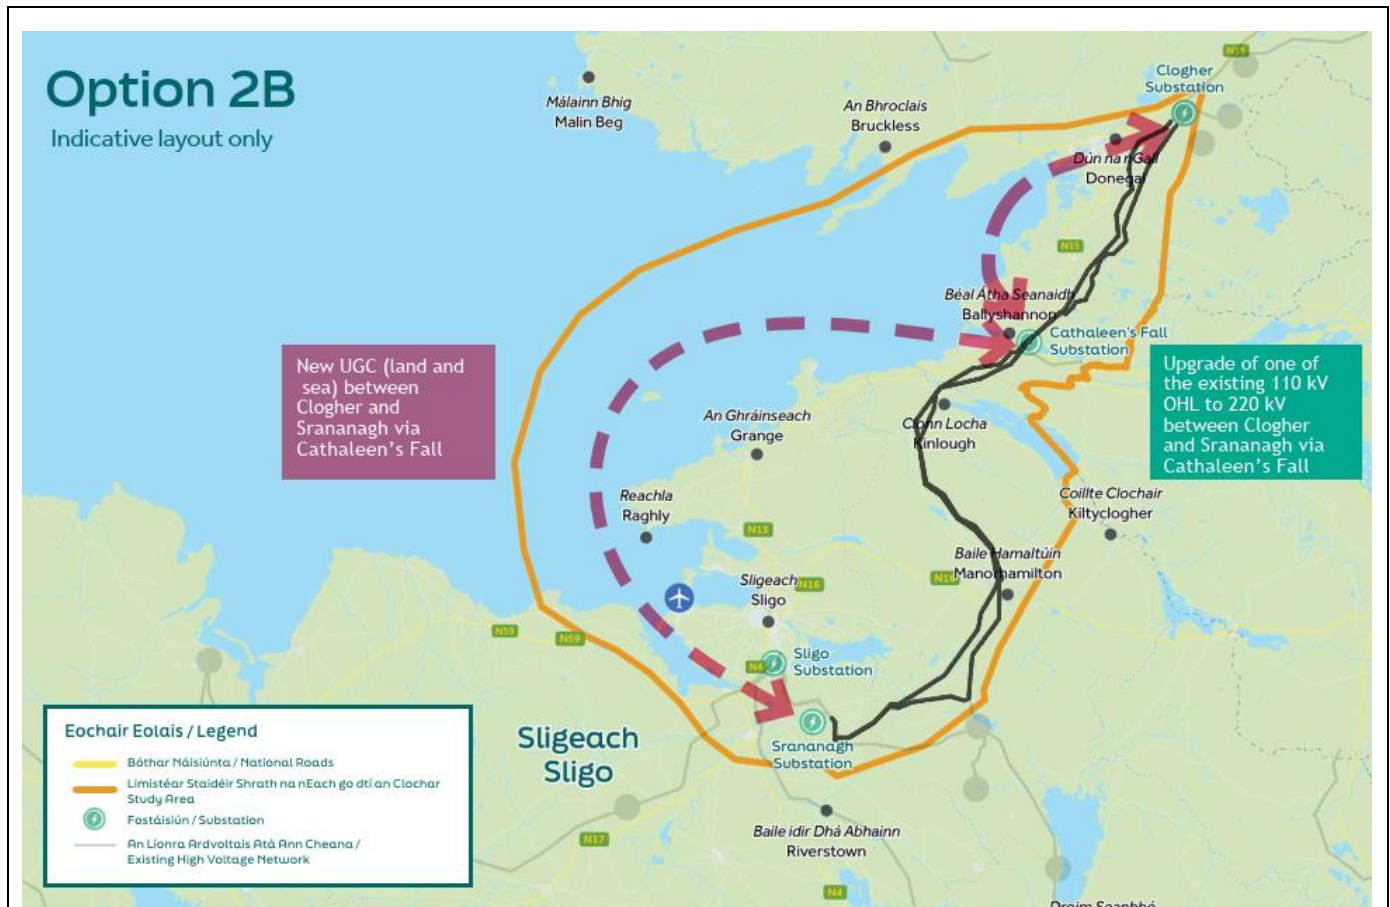 Option 2B
Indicative layout only
Málainn Bhig
Malin Beg
An Bhroclais
Bruckless
N15
Clogher
Substation
Dún na nGall
Donegal
N15
Béal Átha Seanaidh
Ballyshannon
Cathaleen's Fall
Substation
New UGC (land and
sea) between
Clogher and
Srananagh via
Cathaleen's Fall
Upgrade of one of
the existing 110 kV
OHL to 220 kV
between Clogher
and Srananagh via
Cathaleen's Fall
An Ghráinseach
Grange
Cionn Locha
Kinlough
Reachla
Raghly
Coillte Clochair
Kiltyclogher
N15
Baile Hamaltúin
Manorhamilton
Sligeach
Sligo
N16
N16
N59
N59
Sligo
Substation
N4
Sligeach
Sligo
Srananagh
Substation
Baile idir Dhá Abhainn
Riverstown
N17
N4
Eochair Eolais / Legend
Bóthar Náisiúnta / National Roads
Limistéar Staidéir Shrath na nEach go dtí an Clochar
Study Area
Fostáisiún / Substation
An Líonra Ardvoltais Atá Ann Cheana /
Existing High Voltage Network